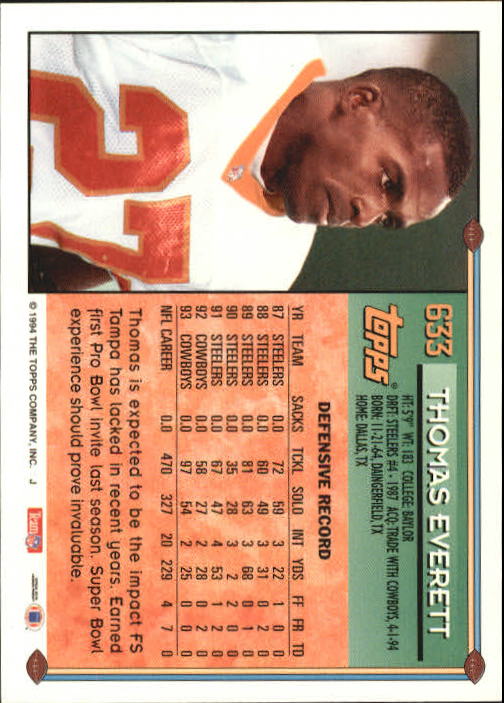 633
THOMAS EVERETT
topps®
HT: 5'9" WT: 183 COLLEGE: BAYLOR
DRFT: STEELERS #4 - 1987 ACQ: TRADE WITH COWBOYS, 4-1-94
BORN: 11-21-64, DAINGERFIELD, TX
HOME: DALLAS, TX
DEFENSIVE RECORD
YR TEAM SACKS TCKL SOLO INT YDS FF FR TD
87 STEELERS 0.0 72 59 3 22 1 0 0
88 STEELERS 0.0 60 49 3 31 0 2 0
89 STEELERS 0.0 81 63 3 68 0 1 0
90 STEELERS 0.0 35 28 3 2 2 0 0
91 STEELERS 0.0 67 47 4 53 1 2 0
92 COWBOYS 0.0 58 27 2 28 0 2 0
93 COWBOYS 0.0 97 54 2 25 0 0 0
NFL CAREER 0.0 470 327 20 229 4 7 0
Thomas is expected to be the impact FS
Tampa has lacked in recent years. Earned
first Pro Bowl invite last season. Super Bowl
experience should prove invaluable.
© 1994 THE TOPPS COMPANY, INC. J
Team NFL
27